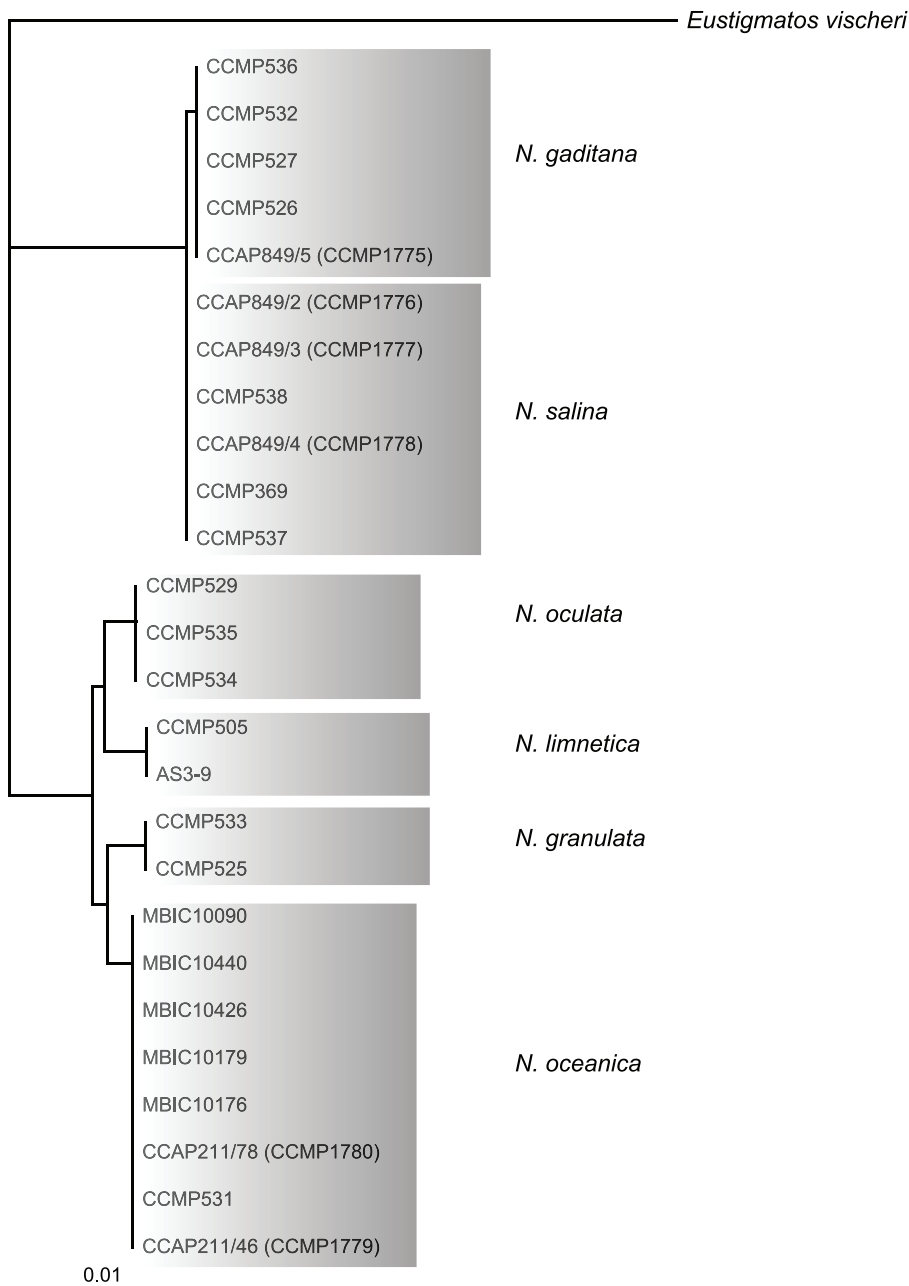 Eustigmatos vischeri
CCMP536
CCMP532
CCMP527
CCMP526
CCAP849/5 (CCMP1775)
N. gaditana
CCAP849/2 (CCMP1776)
CCAP849/3 (CCMP1777)
CCMP538
CCAP849/4 (CCMP1778)
CCMP369
CCMP537
N. salina
CCMP529
CCMP535
CCMP534
N. oculata
CCMP505
AS3-9
N. limnetica
CCMP533
CCMP525
N. granulata
MBIC10090
MBIC10440
MBIC10426
MBIC10179
MBIC10176
CCAP211/78 (CCMP1780)
CCMP531
CCAP211/46 (CCMP1779)
N. oceanica
0.01